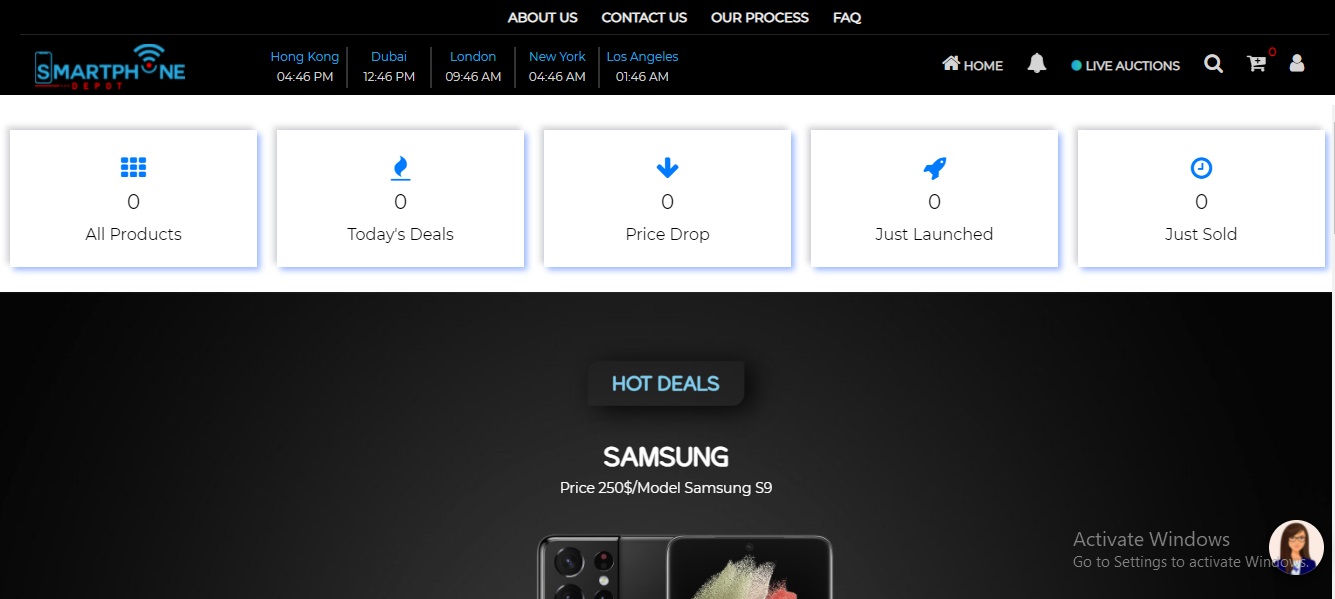 ABOUT US CONTACT US OUR PROCESS FAQ
SMARTPHONE
DEPOT
Hong Kong Dubai London New York Los Angeles
04:46 PM 12:46 PM 09:46 AM 04:46 AM 01:46 AM
HOME LIVE AUCTIONS 0
0 0 0 0 0
All Products Today's Deals Price Drop Just Launched Just Sold
HOT DEALS
SAMSUNG
Price 250$/Model Samsung S9
Activate Windows
Go to Settings to activate Windows.